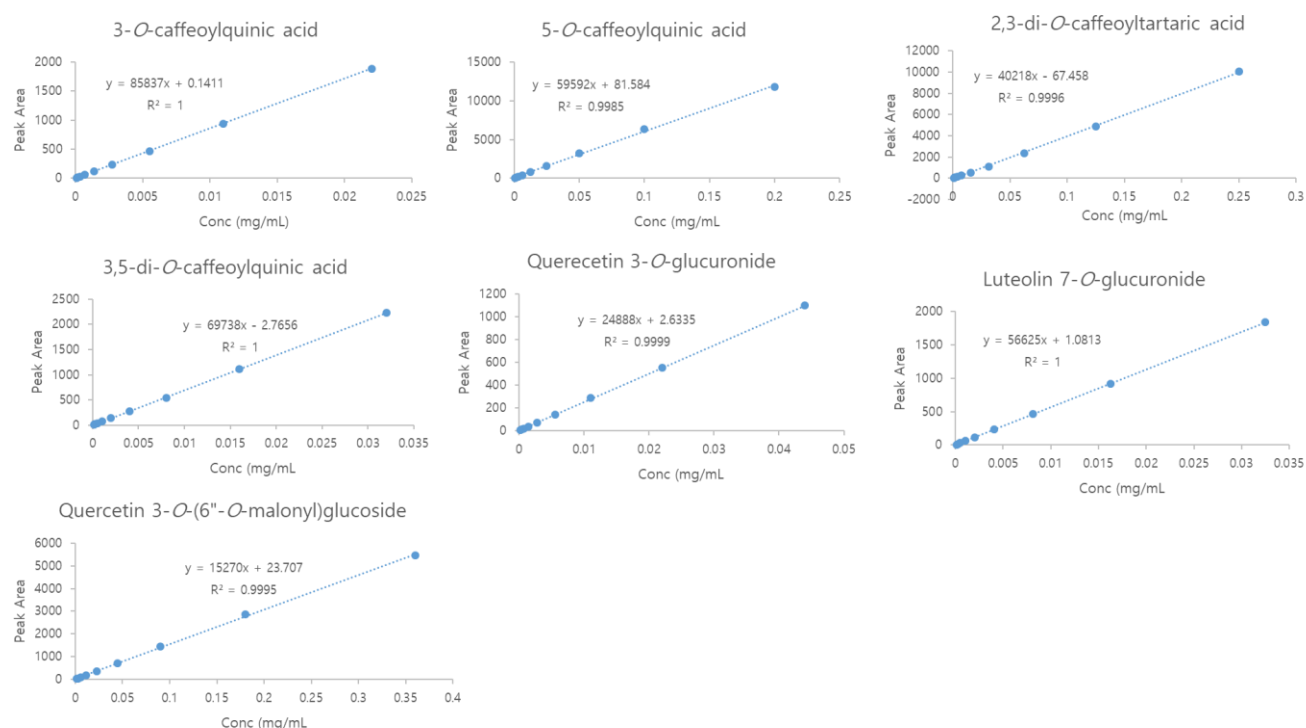 3-O-caffeoylquinic acid
2000
1500
1000
500
0
Peak Area
y = 85837x + 0.1411
R² = 1
0 0.005 0.01 0.015 0.02 0.025
Conc (mg/mL)
5-O-caffeoylquinic acid
15000
10000
5000
0
Peak Area
y = 59592x + 81.584
R² = 0.9985
0 0.05 0.1 0.15 0.2 0.25
Conc (mg/mL
2,3-di-O-caffeoyltartaric acid
12000
10000
8000
6000
4000
2000
0
-2000
Peak Area
y = 40218x - 67.458
R² = 0.9996
0 0.05 0.1 0.15 0.2 0.25 0.3
Conc (mg/mL
3,5-di-O-caffeoylquinic acid
2500
2000
1500
1000
500
0
Peak Area
y = 69738x - 2.7656
R² = 1
0 0.005 0.01 0.015 0.02 0.025 0.03 0.035
Conc (mg/mL
Querecetin 3-O-glucuronide
1200
1000
800
600
400
200
0
Peak Area
y = 24888x + 2.6335
R² = 0.9999
0 0.01 0.02 0.03 0.04 0.05
Conc (mg/mL
Luteolin 7-O-glucuronide
2000
1500
1000
500
0
Peak Area
y = 56625x + 1.0813
R² = 1
0 0.005 0.01 0.015 0.02 0.025 0.03 0.035
Conc (mg/mL
Quercetin 3-O-(6"-O-malonyl)glucoside
6000
5000
4000
3000
2000
1000
0
Peak Area
y = 15270x + 23.707
R² = 0.9995
0 0.05 0.1 0.15 0.2 0.25 0.3 0.35 0.4
Conc (mg/mL